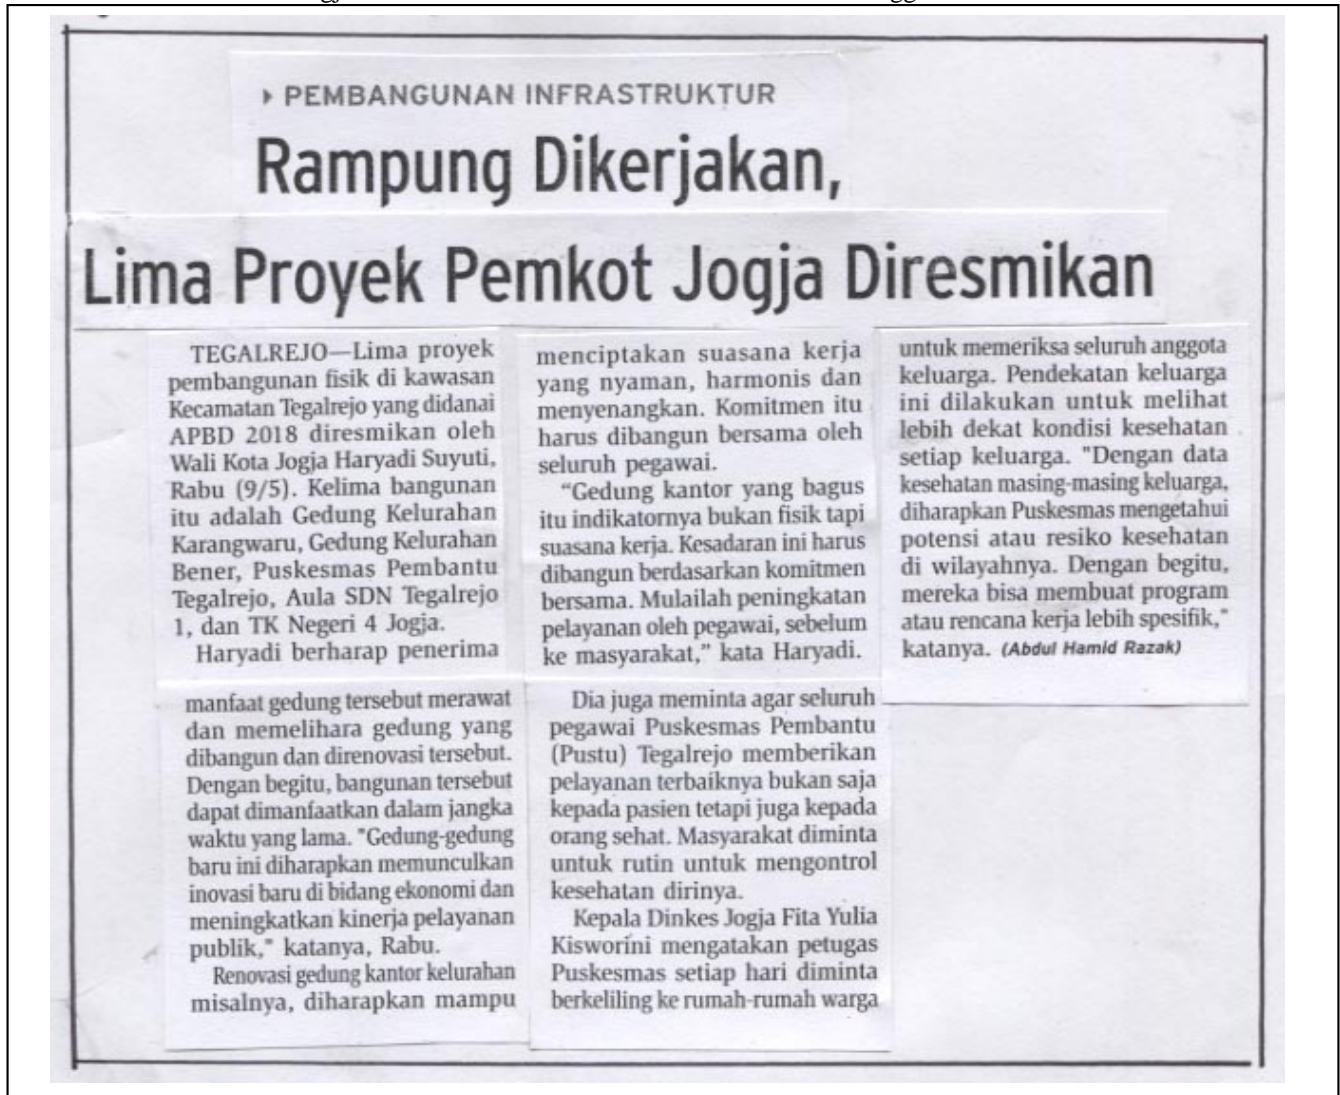 PEMBANGUNAN INFRASTRUKTUR
Rampung Dikerjakan,
Lima Proyek Pemkot Jogja Diresmikan
TEGALREJO—Lima proyek
pembangunan fisik di kawasan
Kecamatan Tegalrejo yang didanai
APBD 2018 diresmikan oleh
Wali Kota Jogja Haryadi Suyuti,
Rabu (9/5). Kelima bangunan
itu adalah Gedung Kelurahan
Karangwaru, Gedung Kelurahan
Bener, Puskesmas Pembantu
Tegalrejo, Aula SDN Tegalrejo
1, dan TK Negeri 4 Jogja.
Haryadi berharap penerima
manfaat gedung tersebut merawat
dan memelihara gedung yang
dibangun dan direnovasi tersebut.
Dengan begitu, bangunan tersebut
dapat dimanfaatkan dalam jangka
waktu yang lama. "Gedung-gedung
baru ini diharapkan memunculkan
inovasi baru di bidang ekonomi dan
meningkatkan kinerja pelayanan
publik," katanya, Rabu.
Renovasi gedung kantor kelurahan
misalnya, diharapkan mampu
menciptakan suasana kerja
yang nyaman, harmonis dan
menyenangkan. Komitmen itu
harus dibangun bersama oleh
seluruh pegawai.
“Gedung kantor yang bagus
itu indikatornya bukan fisik tapi
suasana kerja. Kesadaran ini harus
dibangun berdasarkan komitmen
bersama. Mulailah peningkatan
pelayanan oleh pegawai, sebelum
ke masyarakat,” kata Haryadi.
Dia juga meminta agar seluruh
pegawai Puskesmas Pembantu
(Pustu) Tegalrejo memberikan
pelayanan terbaiknya bukan saja
kepada pasien tetapi juga kepada
orang sehat. Masyarakat diminta
untuk rutin untuk mengontrol
kesehatan dirinya.
Kepala Dinkes Jogja Fita Yulia
Kisworini mengatakan petugas
Puskesmas setiap hari diminta
berkeliling ke rumah-rumah warga
untuk memeriksa seluruh anggota
keluarga. Pendekatan keluarga
ini dilakukan untuk melihat
lebih dekat kondisi kesehatan
setiap keluarga. "Dengan data
kesehatan masing-masing keluarga,
diharapkan Puskesmas mengetahui
potensi atau resiko kesehatan
di wilayahnya. Dengan begitu,
mereka bisa membuat program
atau rencana kerja lebih spesifik,"
katanya. (Abdul Hamid Razak)